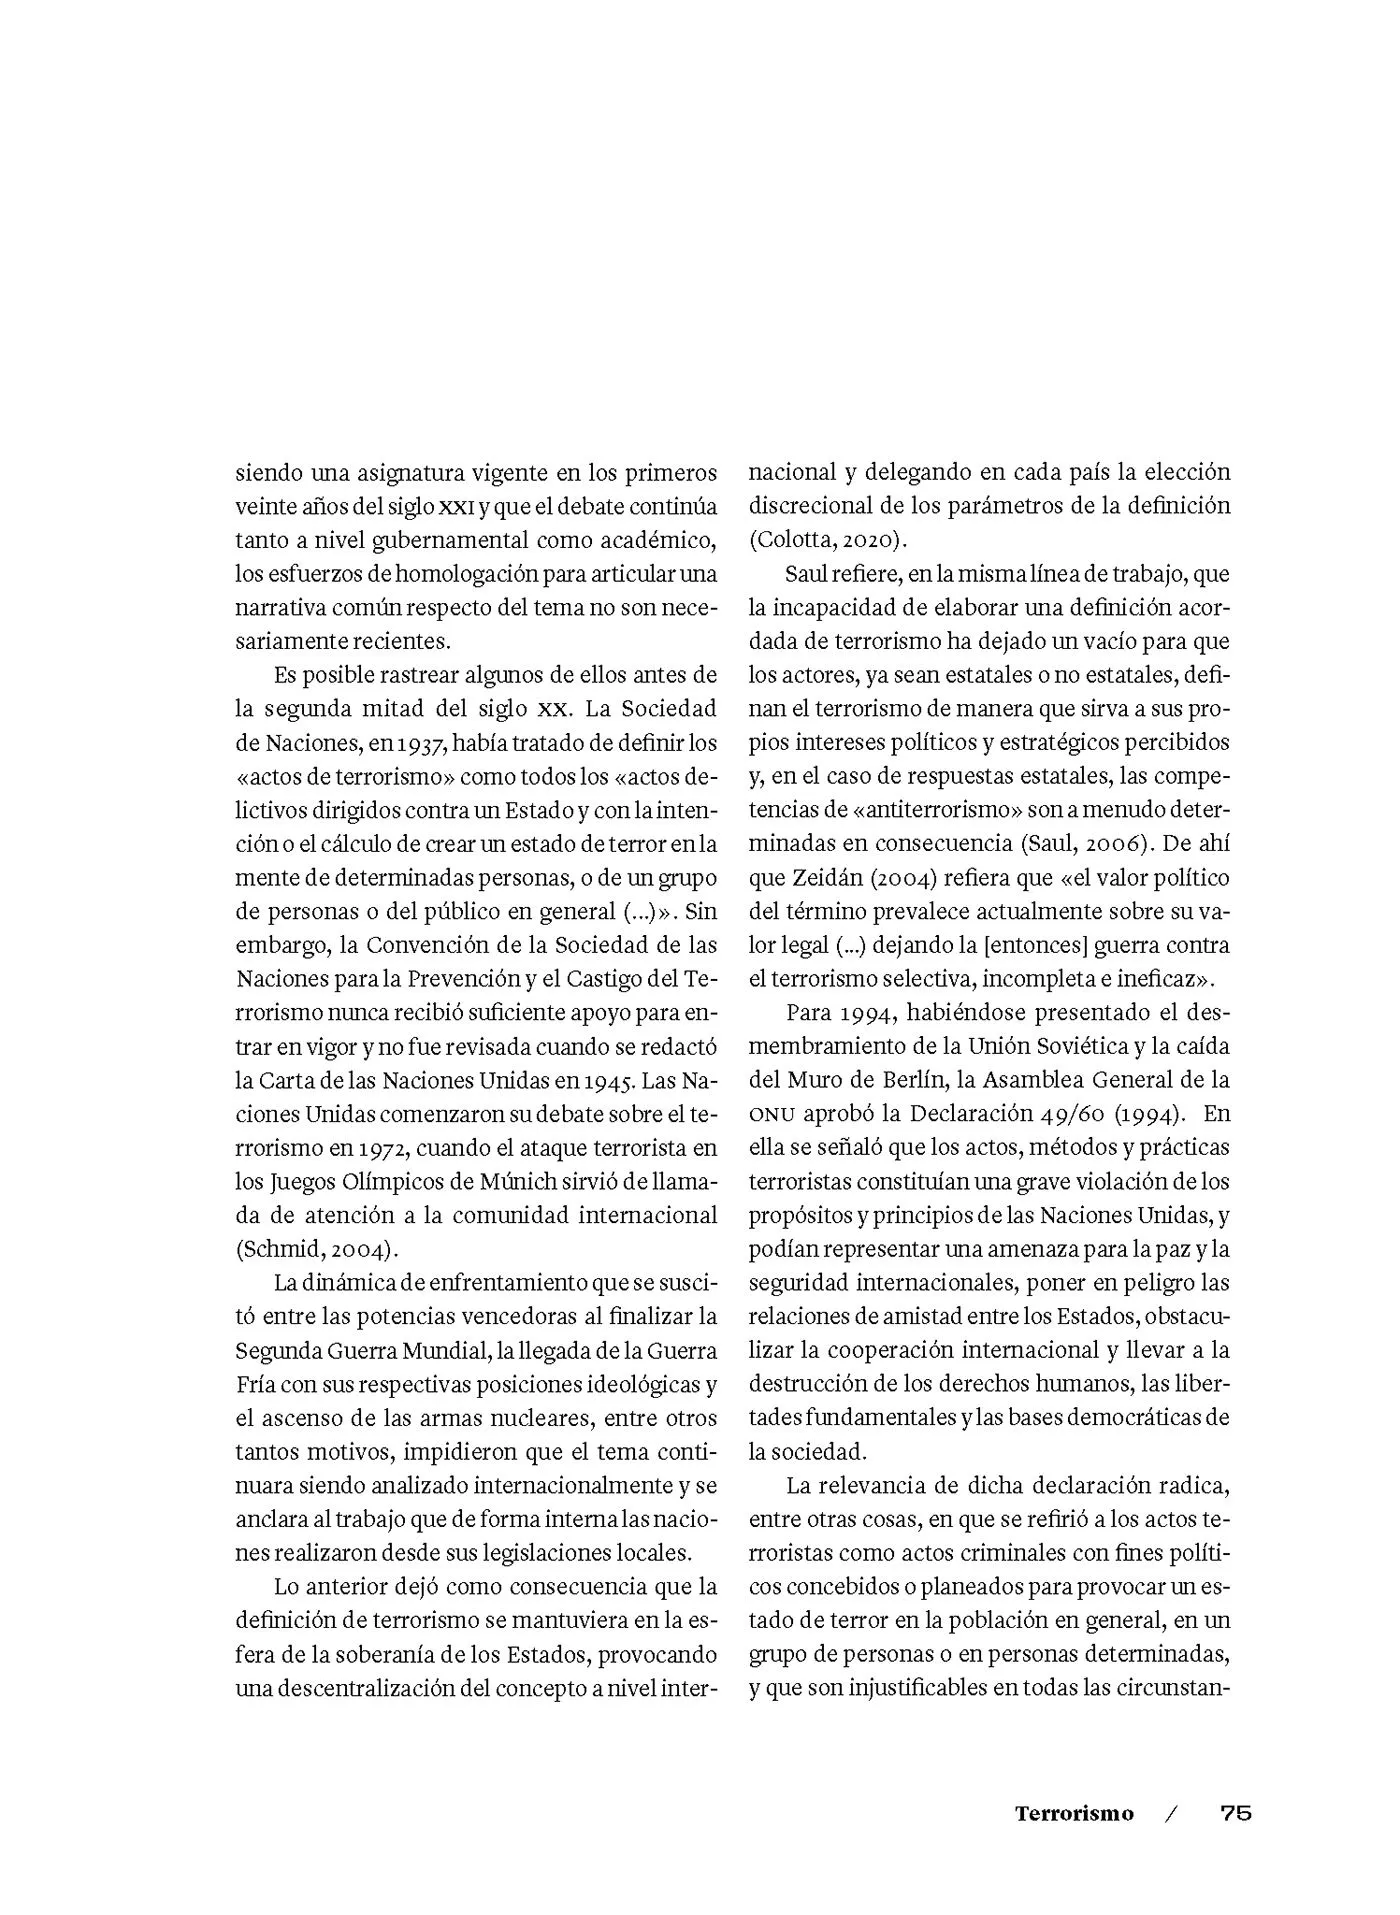 siendo una asignatura vigente en los primeros
veinte años del siglo XXI y que el debate continúa
tanto a nivel gubernamental como académico,
los esfuerzos de homologación para articular una
narrativa común respecto del tema no son nece-
sariamente recientes.
Es posible rastrear algunos de ellos antes de
la segunda mitad del siglo XX. La Sociedad
de Naciones, en 1937, había tratado de definir los
«actos de terrorismo» como todos los «actos de-
lictivos dirigidos contra un Estado y con la inten-
ción o el cálculo de crear un estado de terror en la
mente de determinadas personas, o de un grupo
de personas o del público en general (...)». Sin
embargo, la Convención de la Sociedad de las
Naciones para la Prevención y el Castigo del Te-
rrorismo nunca recibió suficiente apoyo para en-
trar en vigor y no fue revisada cuando se redactó
la Carta de las Naciones Unidas en 1945. Las Na-
ciones Unidas comenzaron su debate sobre el te-
rrorismo en 1972, cuando el ataque terrorista en
los Juegos Olímpicos de Múnich sirvió de llama-
da de atención a la comunidad internacional
(Schmid, 2004).
La dinámica de enfrentamiento que se susci-
tó entre las potencias vencedoras al finalizar la
Segunda Guerra Mundial, la llegada de la Guerra
Fría con sus respectivas posiciones ideológicas y
el ascenso de las armas nucleares, entre otros
tantos motivos, impidieron que el tema conti-
nuara siendo analizado internacionalmente y se
anclara al trabajo que de forma interna las nacio-
nes realizaron desde sus legislaciones locales.
Lo anterior dejó como consecuencia que la
definición de terrorismo se mantuviera en la es-
fera de la soberanía de los Estados, provocando
una descentralización del concepto a nivel inter-
nacional y delegando en cada país la elección
discrecional de los parámetros de la definición
(Colotta, 2020).
Saul refiere, en la misma línea de trabajo, que
la incapacidad de elaborar una definición acor-
dada de terrorismo ha dejado un vacío para que
los actores, ya sean estatales o no estatales, defi-
nan el terrorismo de manera que sirva a sus pro-
pios intereses políticos y estratégicos percibidos
y, en el caso de respuestas estatales, las compe-
tencias de «antiterrorismo» son a menudo deter-
minadas en consecuencia (Saul, 2006). De ahí
que Zeidán (2004) refiera que «el valor político
del término prevalece actualmente sobre su va-
lor legal (...) dejando la [entonces] guerra contra
el terrorismo selectiva, incompleta e ineficaz».
Para 1994, habiéndose presentado el des-
membramiento de la Unión Soviética y la caída
del Muro de Berlín, la Asamblea General de la
ONU aprobó la Declaración 49/60 (1994). En
ella se señaló que los actos, métodos y prácticas
terroristas constituían una grave violación de los
propósitos y principios de las Naciones Unidas, y
podían representar una amenaza para la paz y la
seguridad internacionales, poner en peligro las
relaciones de amistad entre los Estados, obstacu-
lizar la cooperación internacional y llevar a la
destrucción de los derechos humanos, las liber-
tades fundamentales y las bases democráticas de
la sociedad.
La relevancia de dicha declaración radica,
entre otras cosas, en que se refirió a los actos te-
rroristas como actos criminales con fines políti-
cos concebidos o planeados para provocar un es-
tado de terror en la población en general, en un
grupo de personas o en personas determinadas,
y que son injustificables en todas las circunstan-
Terrorismo / 75